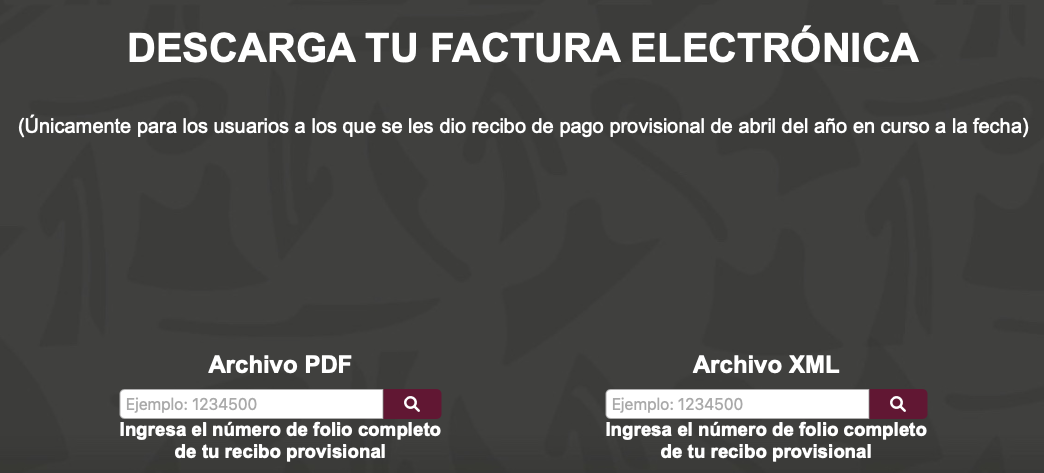 DESCARGA TU FACTURA ELECTRÓNICA
(Únicamente para los usuarios a los que se les dio recibo de pago provisional de abril del año en curso a la fecha)
Archivo PDF
Ejemplo: 1234500
Ingresa el número de folio completo
de tu recibo provisional
Archivo XML
Ejemplo: 1234500
Ingresa el número de folio completo
de tu recibo provisional